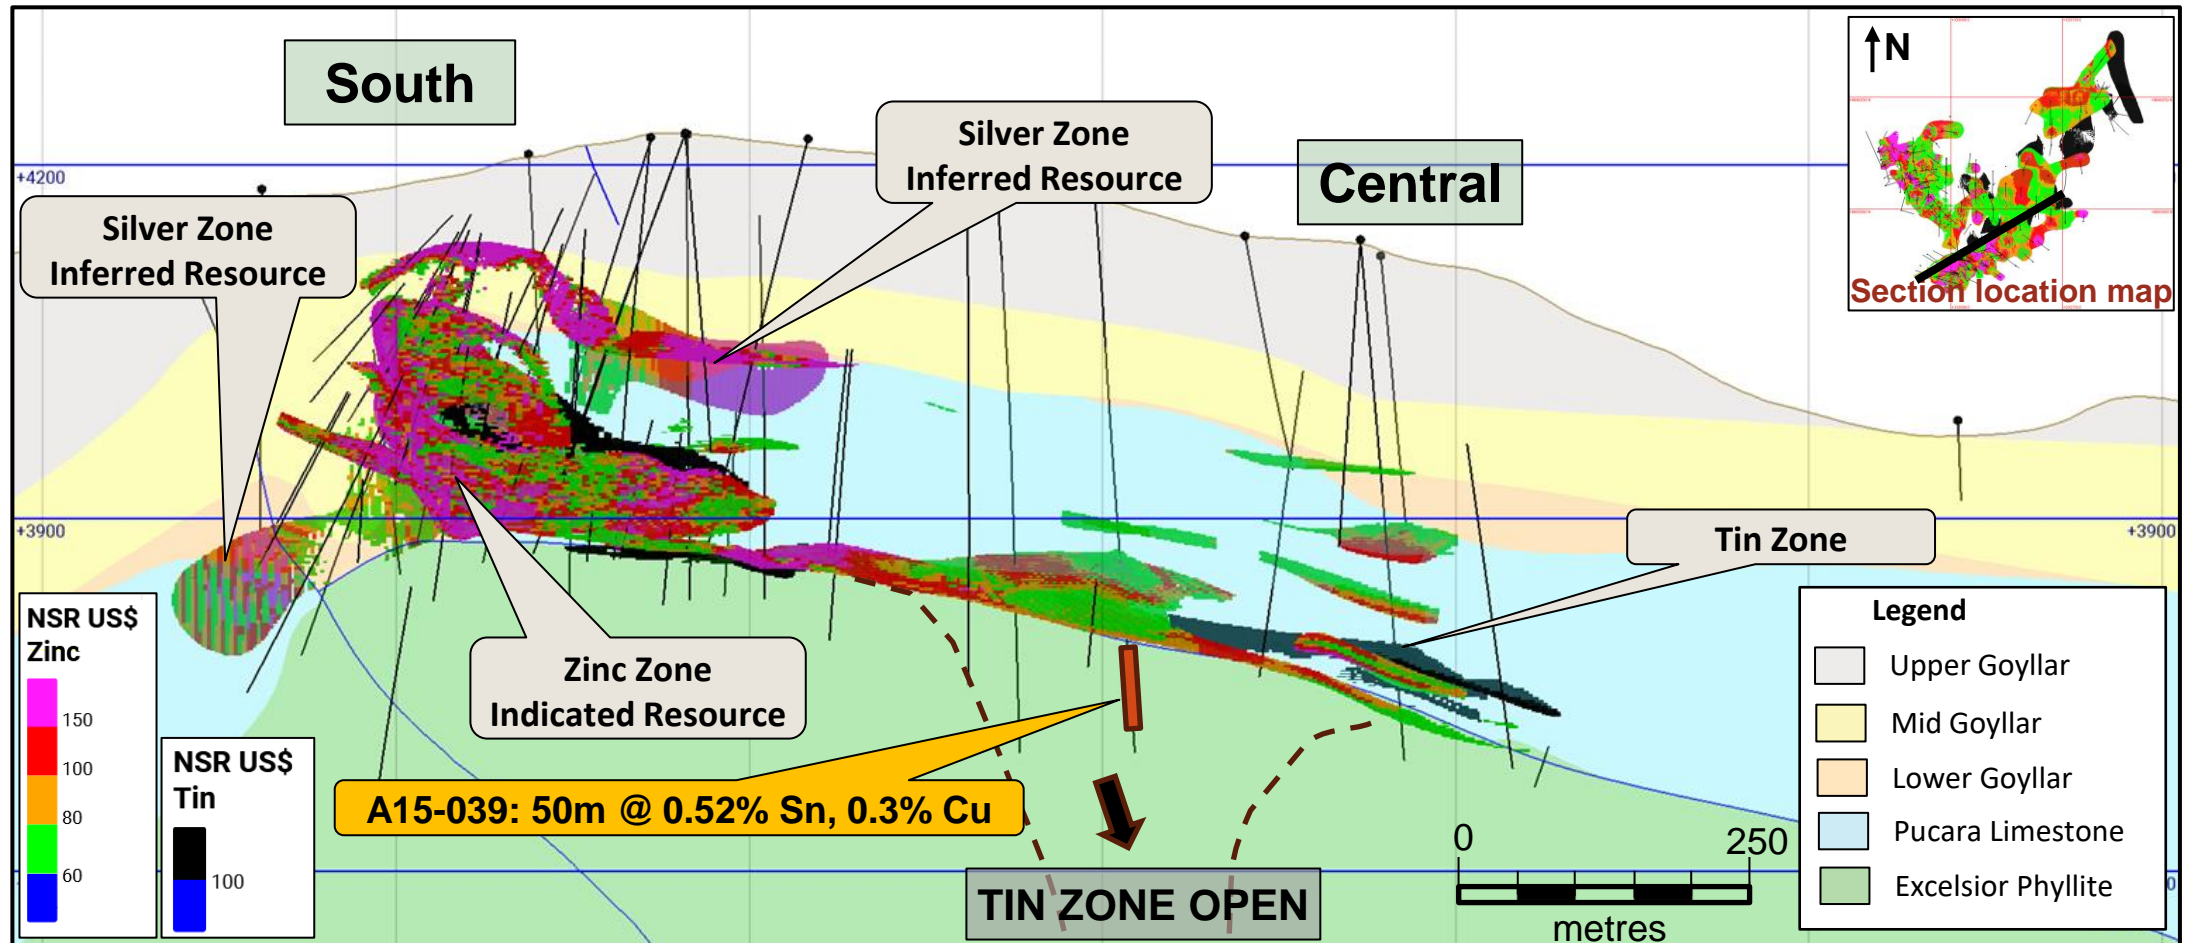 South
Silver Zone
Inferred Resource
Central
N
Section location map
+4200
Silver Zone
Inferred Resource
+3900
+3900
Tin Zone
Zinc Zone
Indicated Resource
A15-039: 50m @ 0.52% Sn, 0.3% Cu
TIN ZONE OPEN
NSR US$
Zinc
150
100
80
60
NSR US$
Tin
100
0
250
metres
Legend
Upper Goyllar
Mid Goyllar
Lower Goyllar
Pucara Limestone
Excelsior Phyllite